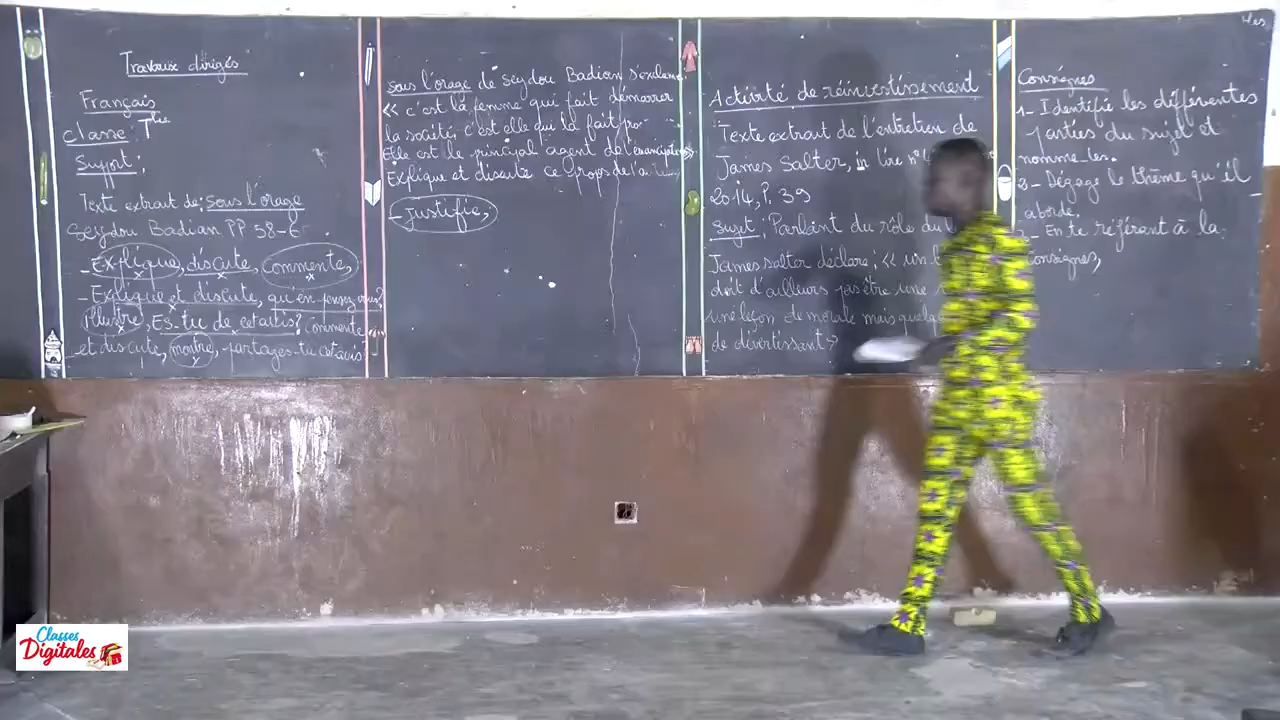 Travaux dirigés
Français
classe: Tle
Sujet:
Texte extrait de: sous l'orage
Seydou Badian PP 58-6
- Explique, discute, Commente,
- Explique et discute, qu'en pensez vous?
Illustre, Es-tu de cet avis? Commente
et discute, montre, partages-tu cet avis
sous l'orage de Seydou Badian s'exclame:
<< c'est la femme qui fait démarrer
la société; c'est elle qui la fait
Elle est le principal agent de l'émancipation>>
Explique et discute ce propos de
- Justifie,
Activité de réinvestissement
Texte extrait de l'entretien de
James Salter, in lire n°
2014, P. 39
Sujet: Parlant du rôle du
James Salter déclare: << un
doit d'ailleurs pas être une
une leçon de morale mais
de divertissant>>
Consignes
1- Identifie les différentes
parties du sujet et
nomme-les.
2- Dégage le thème qu'il
aborde.
- En te référant à la
consigne,
Classes
Digitales